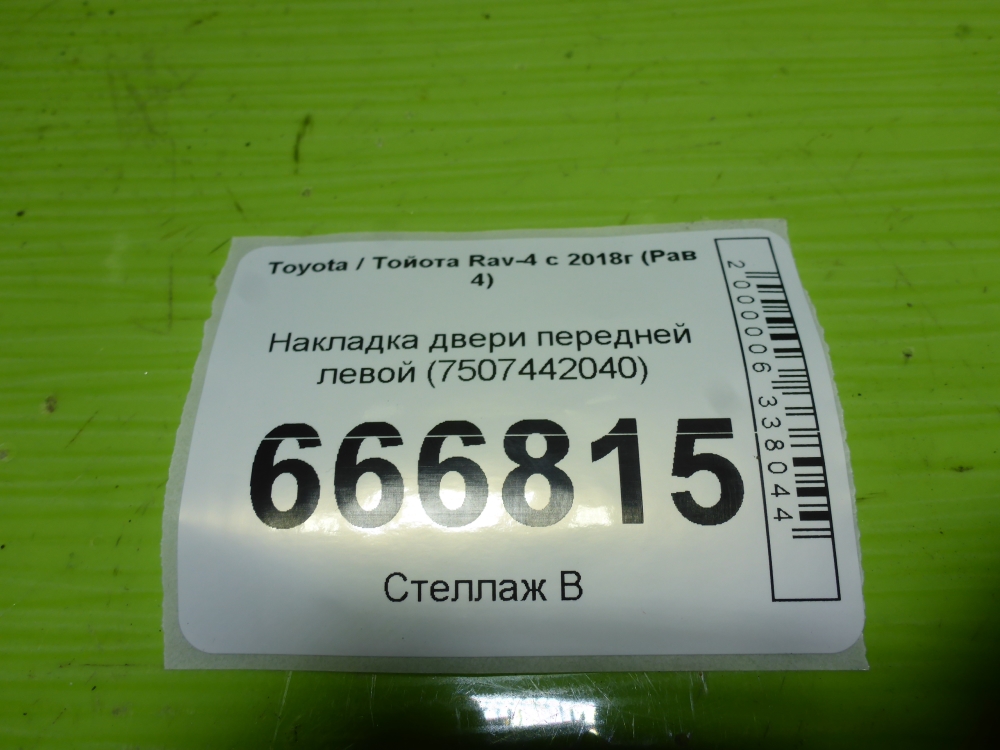 Toyota / Тойота Rav-4 с 2018г (Рав
4)
Накладка двери передней
левой (7507442040)
666815
Стеллаж В
2000006338044